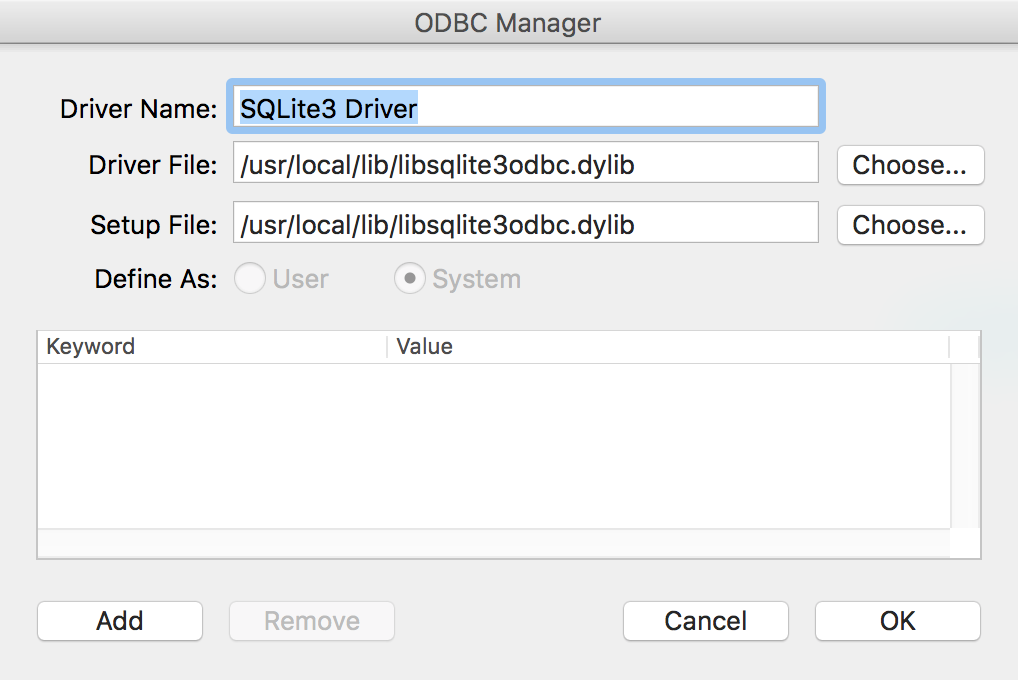 ODBC Manager
Driver Name: SQLite3 Driver
Driver File: /usr/local/lib/libsqlite3odbc.dylib Choose...
Setup File: /usr/local/lib/libsqlite3odbc.dylib Choose...
Define As: User System
Keyword Value
Add Remove Cancel OK